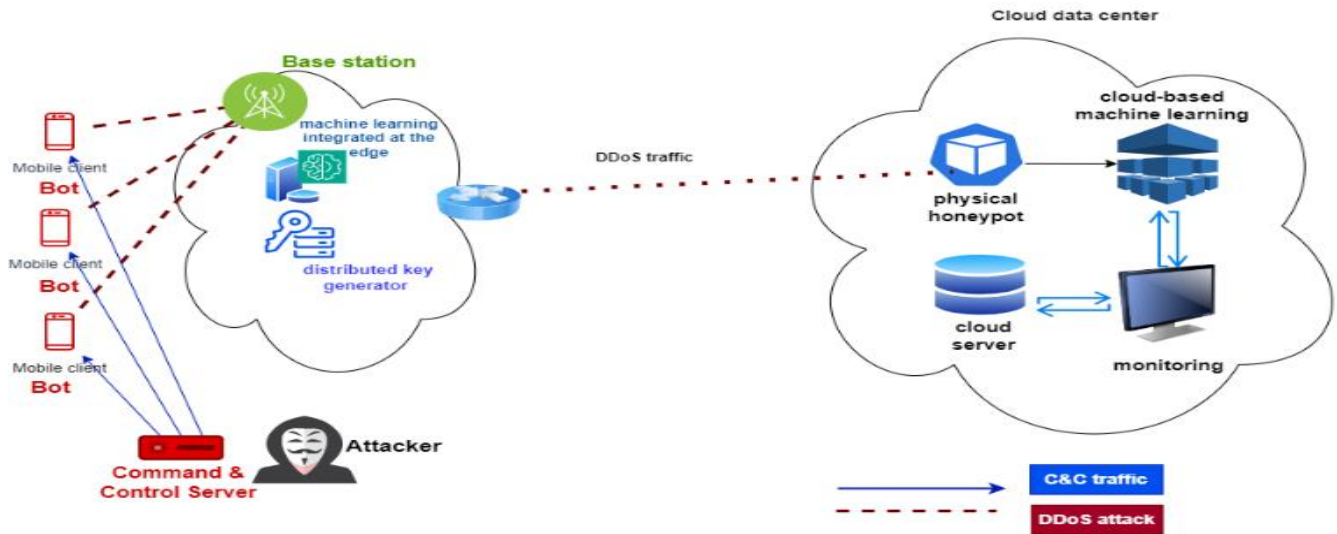 Cloud data center
Base station
machine learning
integrated at the
edge
distributed key
generator
Mobile client
Bot
Mobile client
Bot
Mobile client
Bot
DDoS traffic
cloud-based
machine learning
physical
honeypot
cloud
server
monitoring
Attacker
Command &
Control Server
C&C traffic
DDoS attack